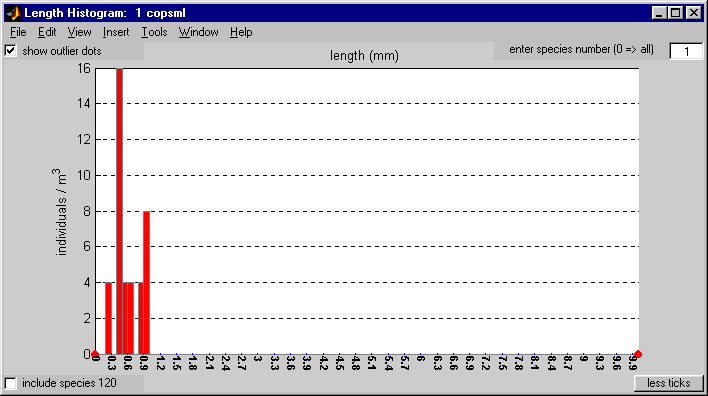 Length Histogram: 1 copsml
File Edit View Insert Tools Window Help
show outlier dots
length (mm)
enter species number (0 => all)
1
individuals / m3
16
14
12
10
8
6
4
2
0
0 0.3 0.6 0.9 1.2 1.5 1.8 2.1 2.4 2.7 3 3.3 3.6 3.9 4.2 4.5 4.8 5.1 5.4 5.7 6 6.3 6.6 6.9 7.2 7.5 7.8 8.1 8.4 8.7 9 9.3 9.6 9.9
include species 120
less ticks